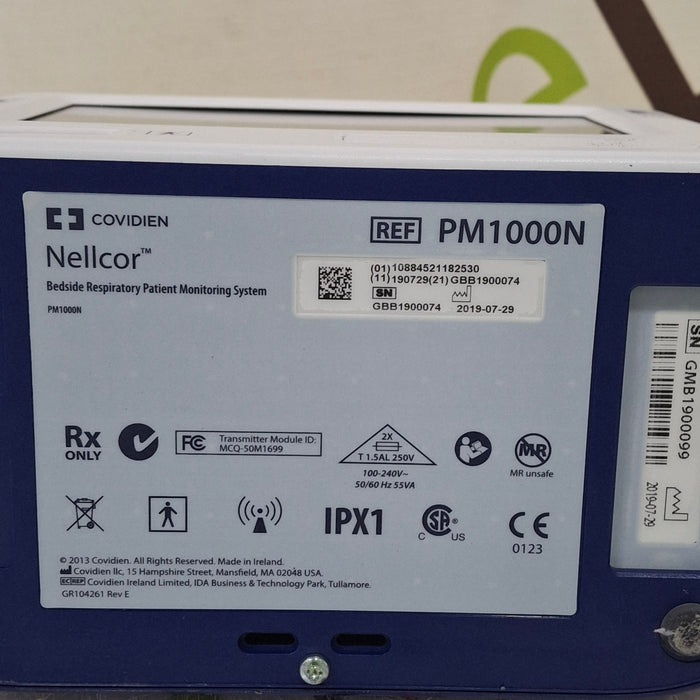 COVIDIEN
REF PM1000N
Nellcor™
Bedside Respiratory Patient Monitoring System
PM1000N
(01)10884521182530
(11)190729(21)GBB1900074
SN
GBB1900074 2019-07-29
Rx
ONLY
FC Transmitter Module ID:
MCQ-50M1699
2X
T 1.5AL 250V
100-240V~
50/60 Hz 55VA
MR
MR unsafe
IPX1
CSA®
C US
CE
0123
© 2013 Covidien. All Rights Reserved. Made in Ireland.
Covidien llc, 15 Hampshire Street, Mansfield, MA 02048 USA.
EC REP Covidien Ireland Limited, IDA Business & Technology Park, Tullamore.
GR104261 Rev E
SN GMB1900099
2019-07-29